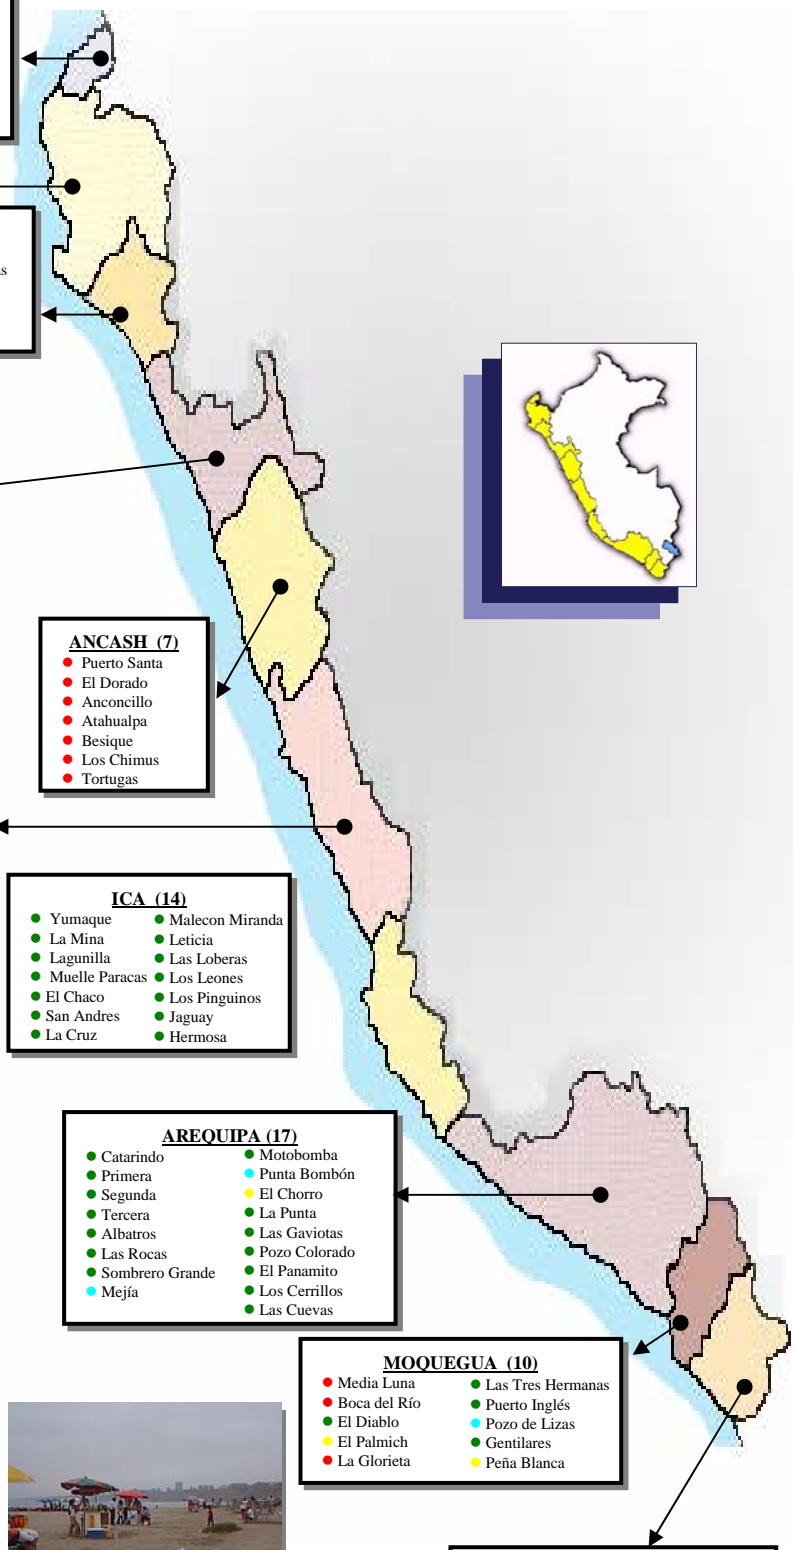 as
ANCASH (7)
Puerto Santa
El Dorado
Anconcillo
Atahualpa
Besique
Los Chimus
Tortugas
ICA (14)
Yumaque
La Mina
Lagunilla
Muelle Paracas
El Chaco
San Andres
La Cruz
Malecon Miranda
Leticia
Las Loberas
Los Leones
Los Pinguinos
Jaguay
Hermosa
AREQUIPA (17)
Catarindo
Primera
Segunda
Tercera
Albatros
Las Rocas
Sombrero Grande
Mejía
Motobomba
Punta Bombón
El Chorro
La Punta
Las Gaviotas
Pozo Colorado
El Panamito
Los Cerrillos
Las Cuevas
MOQUEGUA (10)
Media Luna
Boca del Río
El Diablo
El Palmich
La Glorieta
Las Tres Hermanas
Puerto Inglés
Pozo de Lizas
Gentilares
Peña Blanca